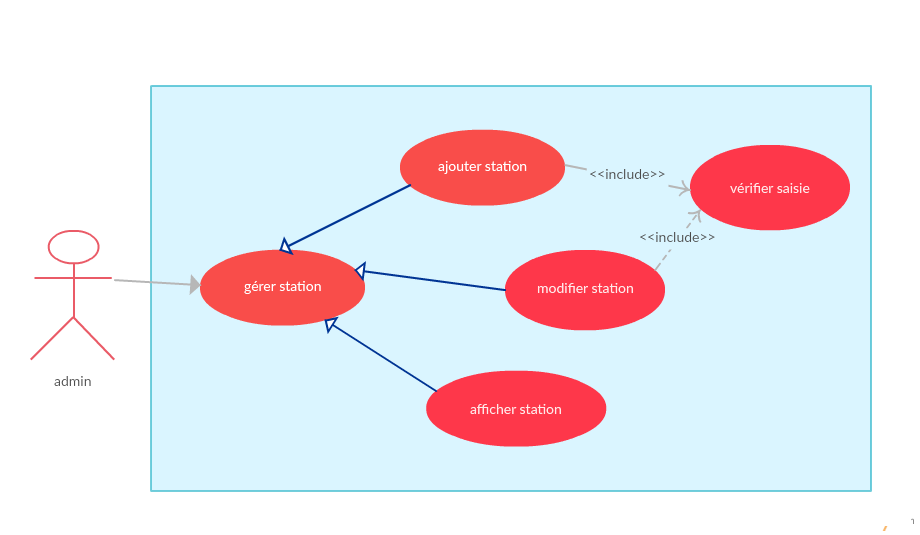 ajouter station
<<include>>
vérifier saisie
<<include>>
gérer station
modifier station
admin
afficher station